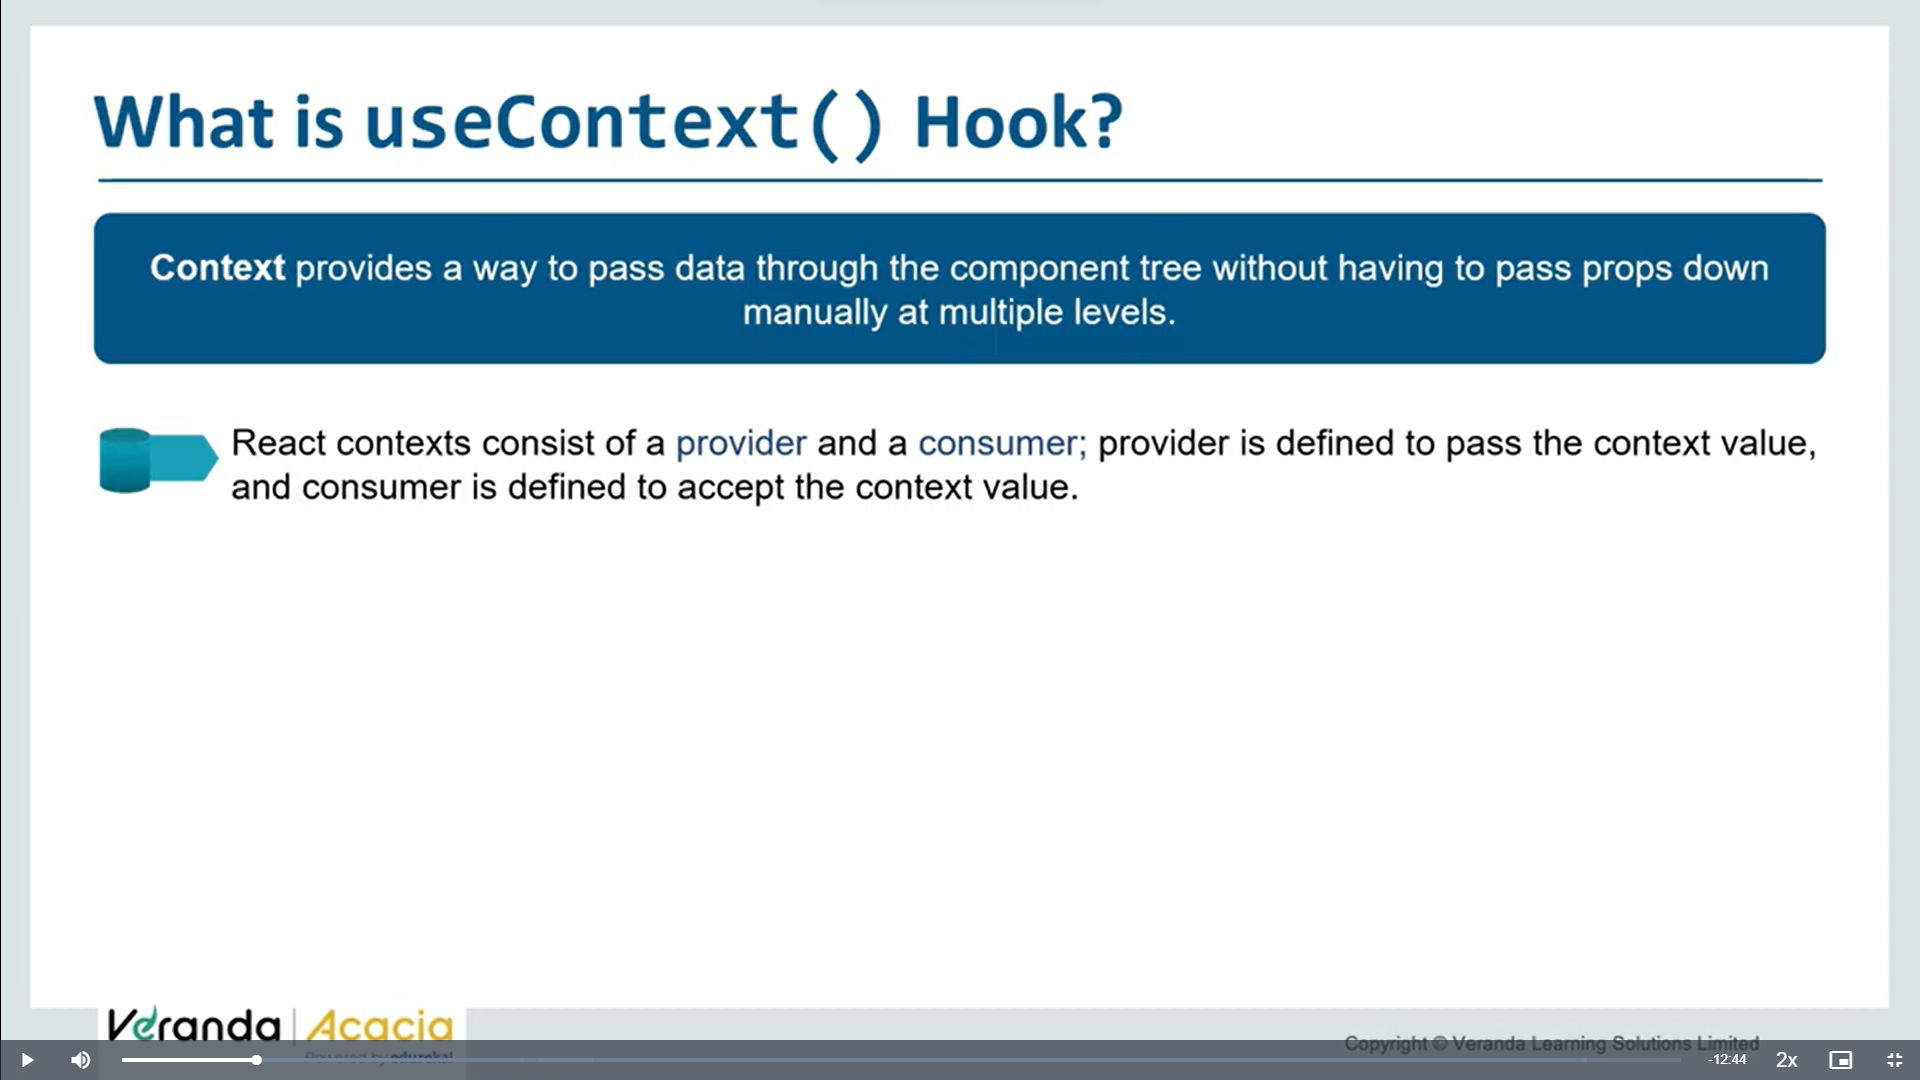 What is useContext() Hook?
Context provides a way to pass data through the component tree without having to pass props down
manually at multiple levels.
React contexts consist of a provider and a consumer; provider is defined to pass the context value,
and consumer is defined to accept the context value.
Veranda | Acacia
Powered by edureka!
Copyright © Veranda Learning Solutions Limited
-12:44
2x